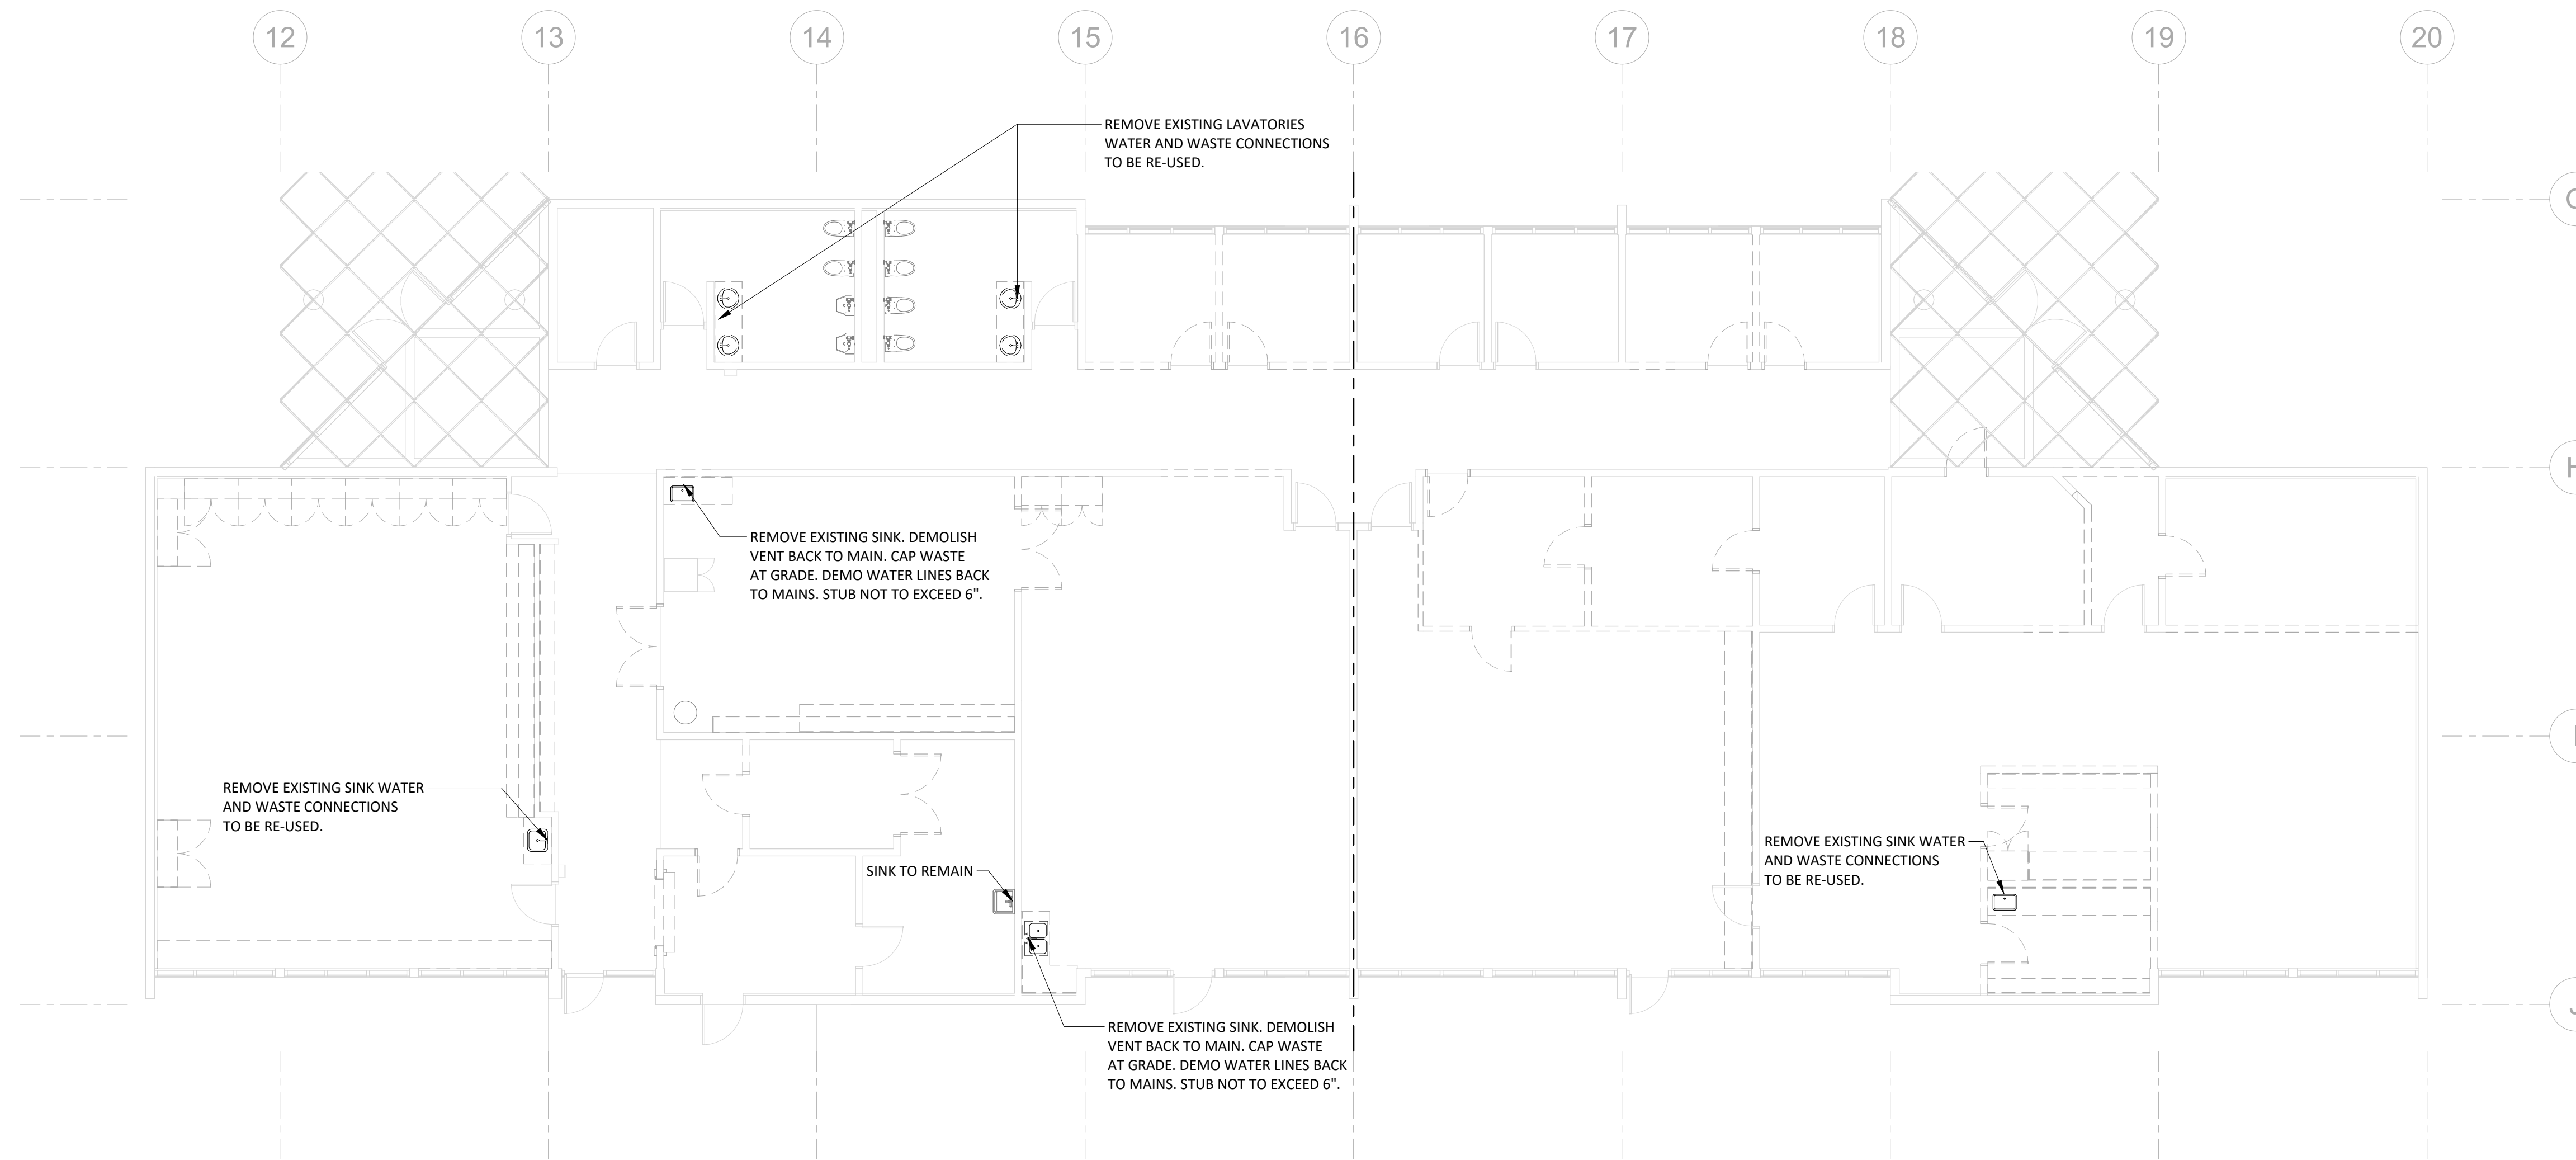 12
13
14
15
16
17
18
19
20
REMOVE EXISTING LAVATORIES
WATER AND WASTE CONNECTIONS
TO BE RE-USED.
H
REMOVE EXISTING SINK. DEMOLISH
VENT BACK TO MAIN. CAP WASTE
AT GRADE. DEMO WATER LINES BACK
TO MAINS. STUB NOT TO EXCEED 6".
REMOVE EXISTING SINK WATER
AND WASTE CONNECTIONS
TO BE RE-USED.
SINK TO REMAIN
REMOVE EXISTING SINK WATER
AND WASTE CONNECTIONS
TO BE RE-USED.
REMOVE EXISTING SINK. DEMOLISH
VENT BACK TO MAIN. CAP WASTE
AT GRADE. DEMO WATER LINES BACK
TO MAINS. STUB NOT TO EXCEED 6".